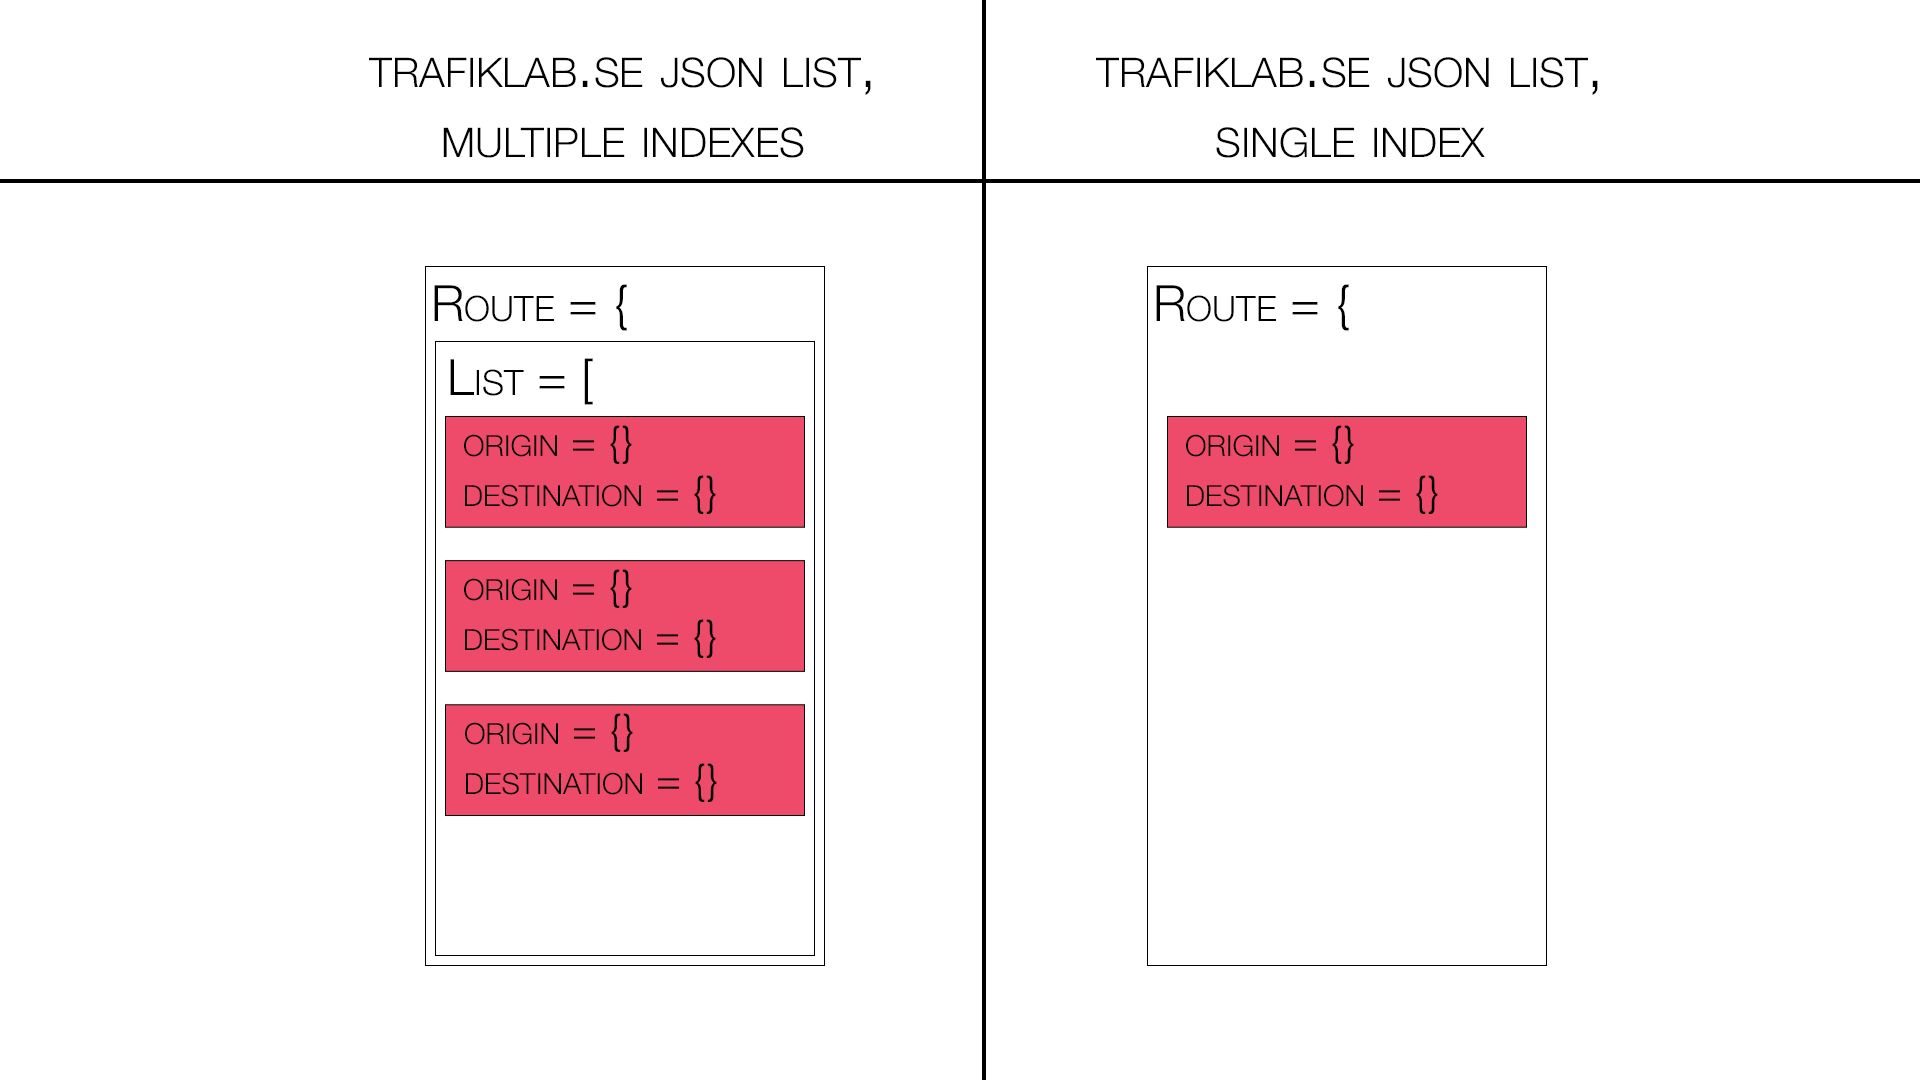 TRAFIKLAB.SE JSON LIST,
MULTIPLE INDEXES
TRAFIKLAB.SE JSON LIST,
SINGLE INDEX
ROUTE = {
LIST = [
ORIGIN = {}
DESTINATION = {}
ORIGIN = {}
DESTINATION = {}
ORIGIN = {}
DESTINATION = {}
ROUTE = {
ORIGIN = {}
DESTINATION = {}